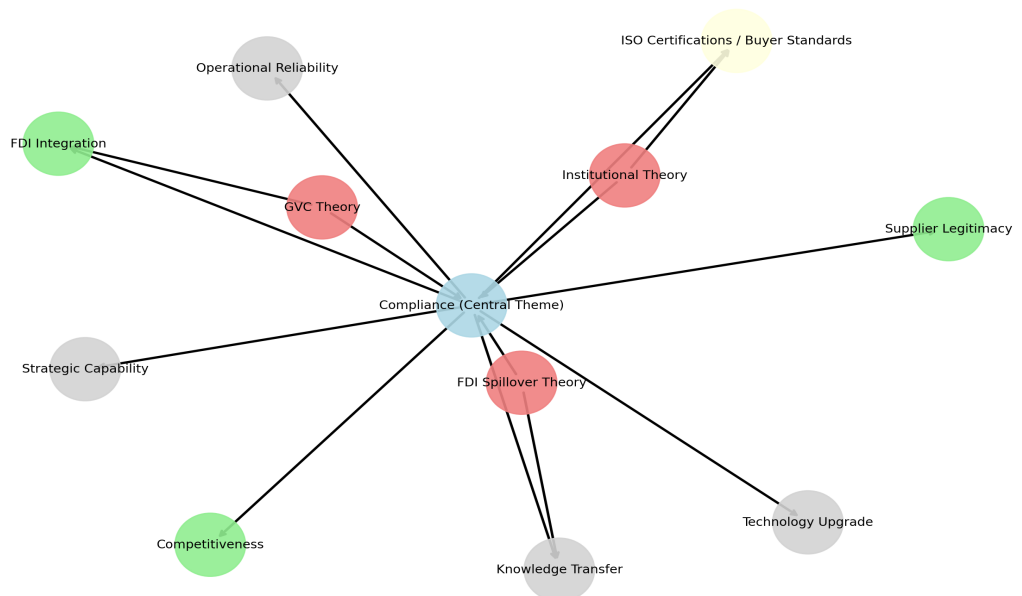 ISO Certifications / Buyer Standards
Operational Reliability
FDI Integration
Institutional Theory
GVC Theory
Supplier Legitimacy
Compliance (Central Theme)
Strategic Capability
FDI Spillover Theory
Technology Upgrade
Competitiveness
Knowledge Transfer